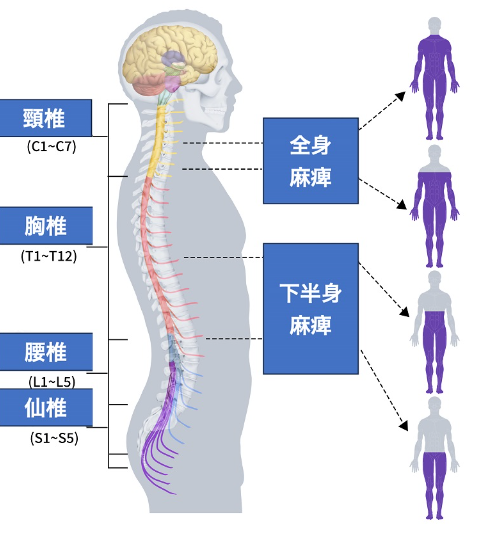 頸椎
(C1~C7)
胸椎
(T1~T12)
腰椎
(L1~L5)
仙椎
(S1~S5)
全身
麻痺
下半身
麻痺